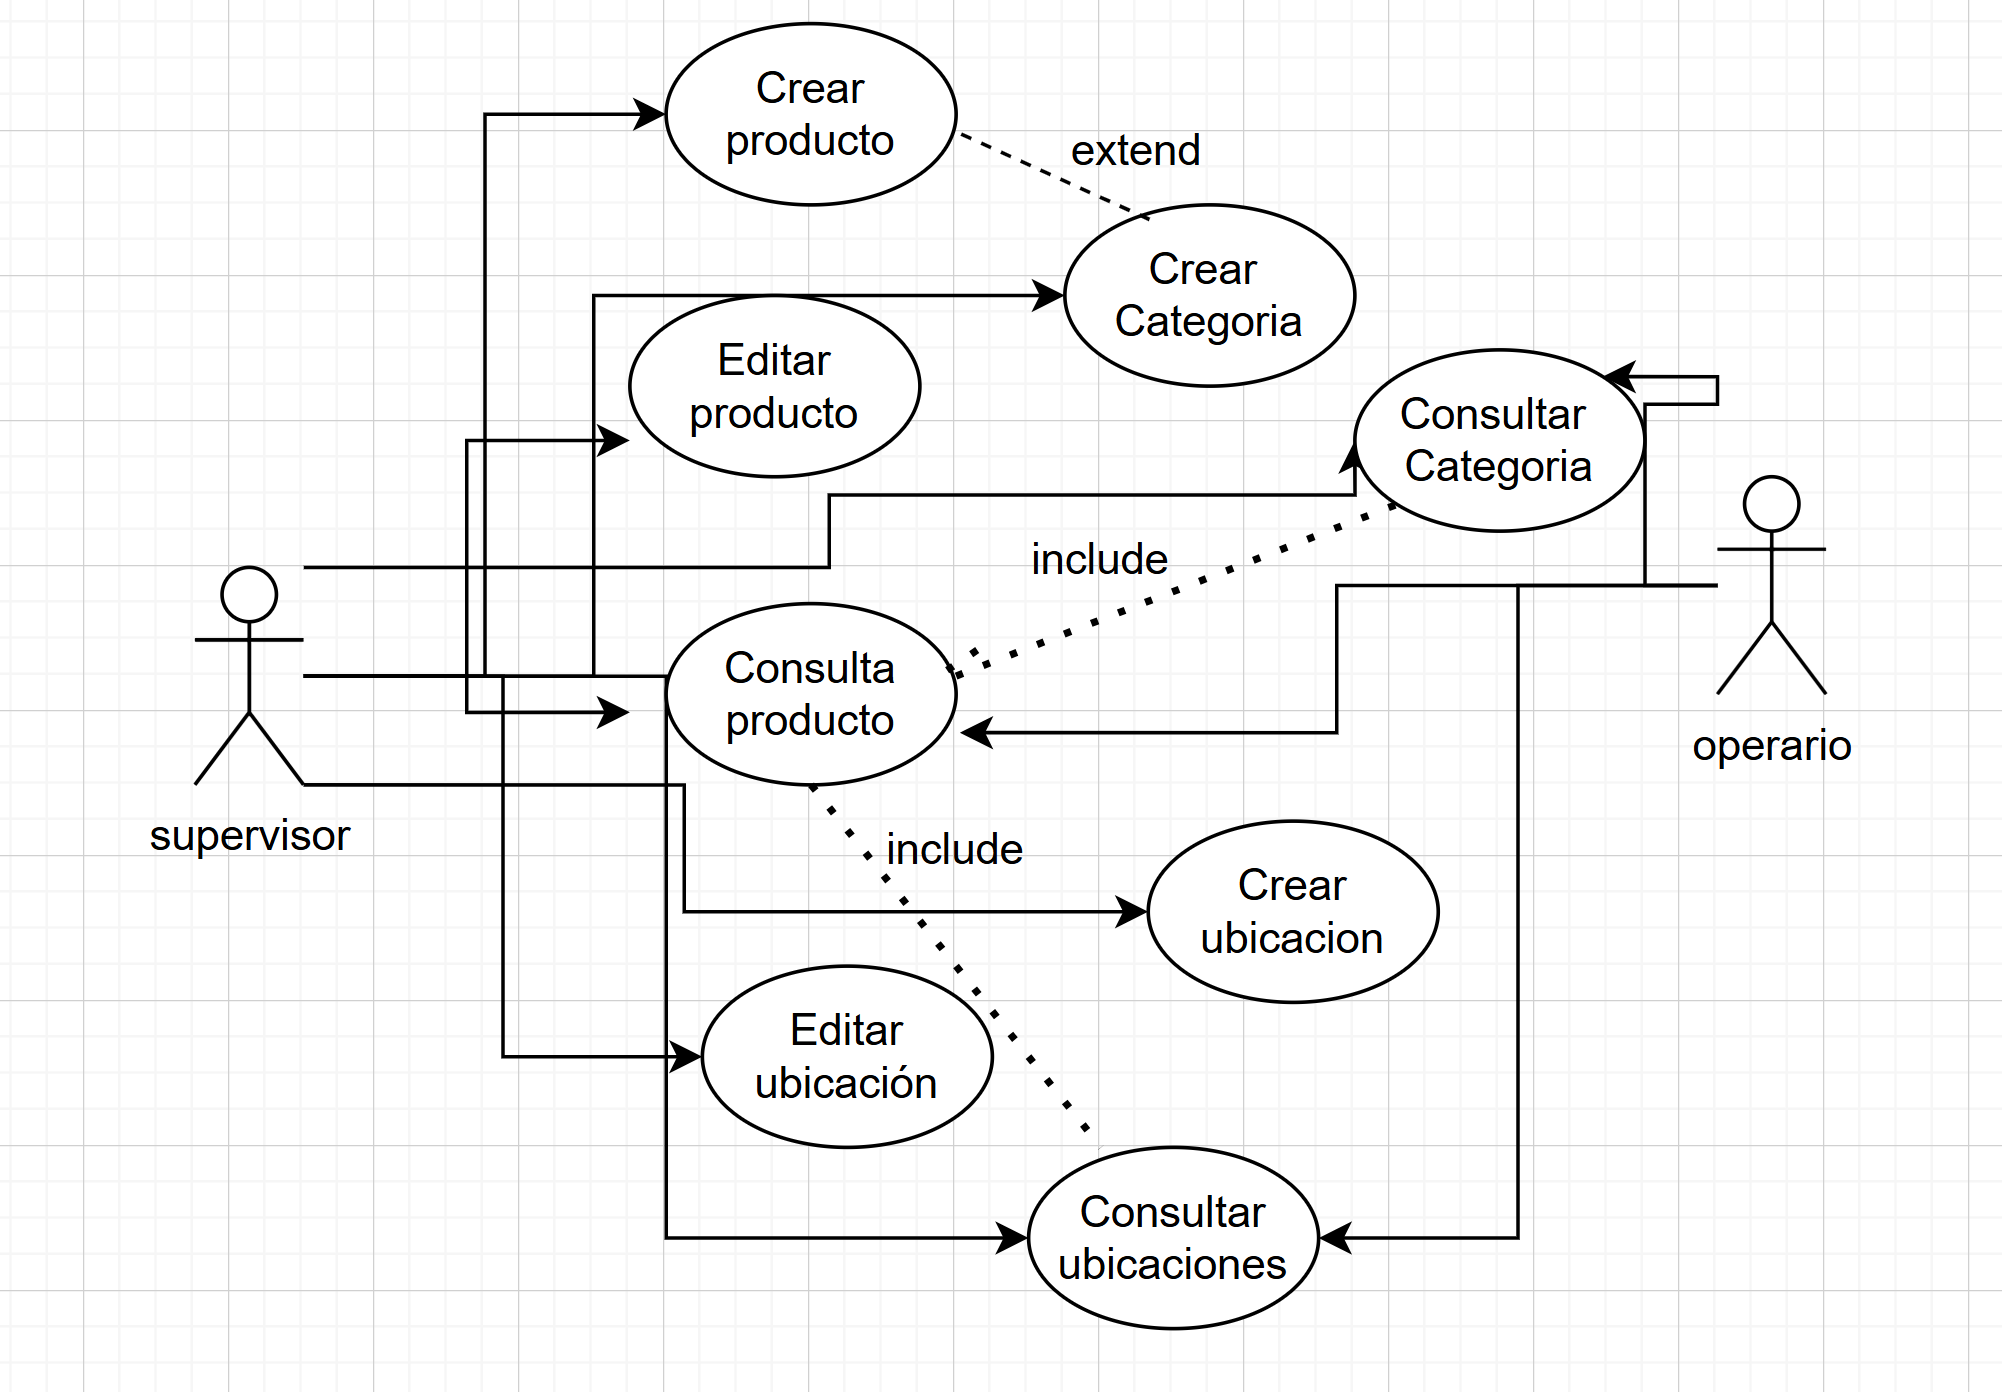 Crear
producto
extend
Crear
Categoria
Editar
producto
Consultar
Categoria
include
Consulta
producto
operario
supervisor
include
Crear
ubicacion
Editar
ubicación
Consultar
ubicaciones